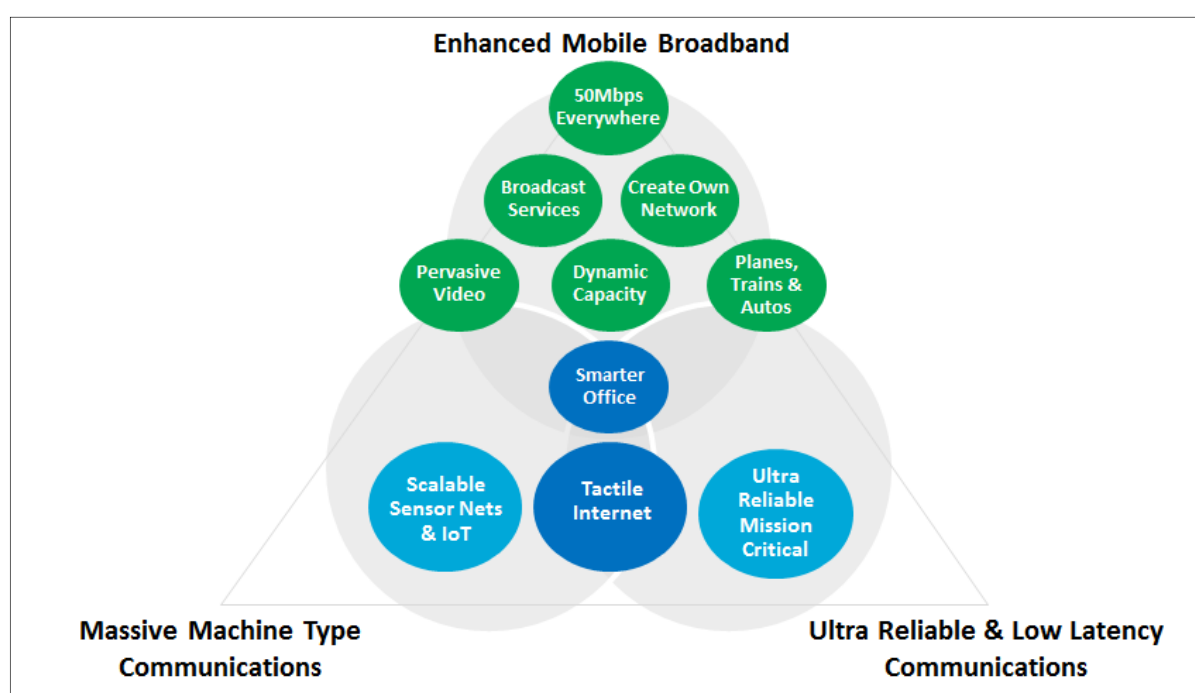 Enhanced Mobile Broadband
50Mbps
Everywhere
Broadcast
Services
Create Own
Network
Pervasive
Video
Dynamic
Capacity
Planes,
Trains &
Autos
Smarter
Office
Scalable
Sensor Nets
& IoT
Tactile
Internet
Ultra
Reliable
Mission
Critical
Massive Machine Type
Communications
Ultra Reliable & Low Latency
Communications